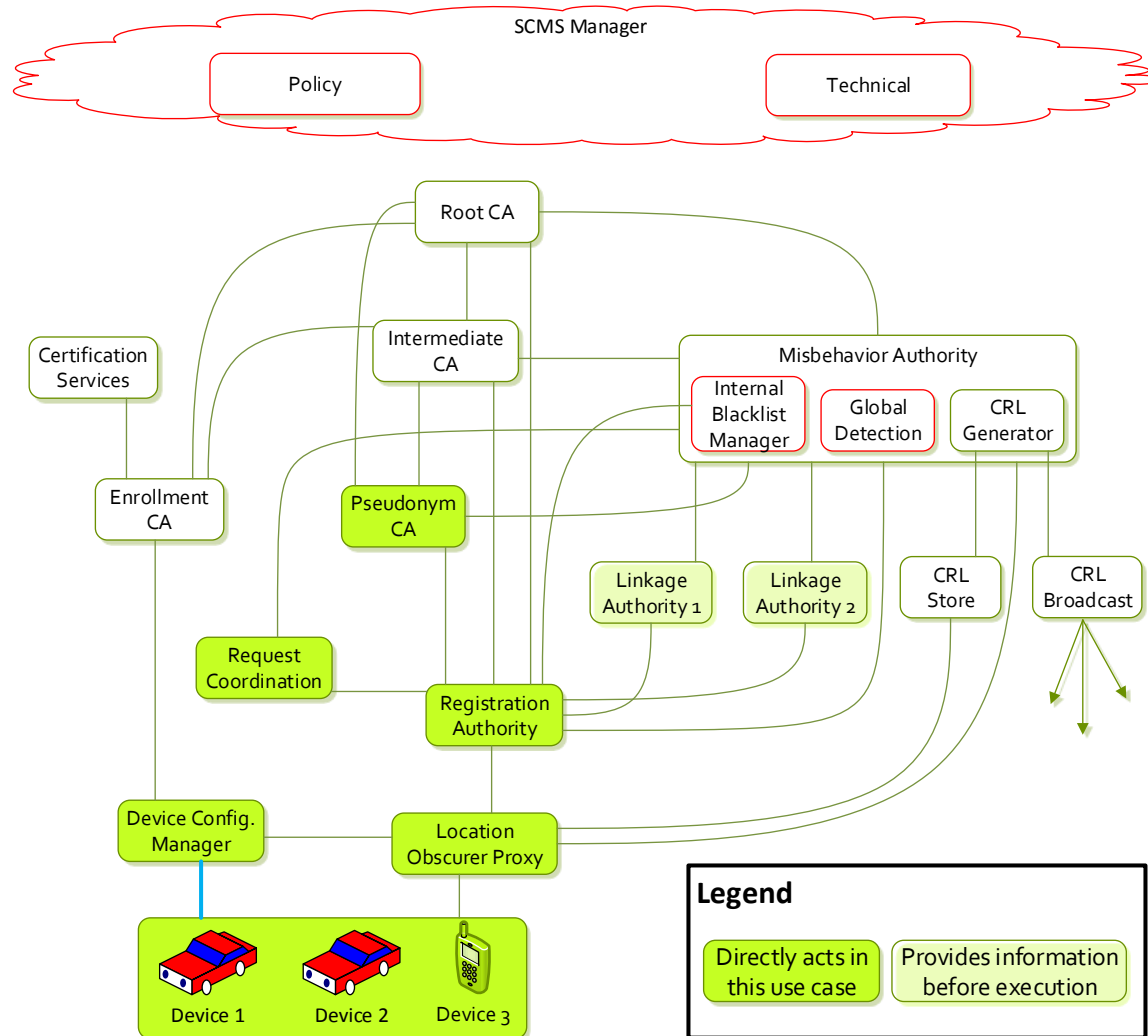 SCMS Manager
Policy
Technical
Root CA
Intermediate
CA
Certification
Services
Misbehavior Authority
Internal
Blacklist
Manager
Global
Detection
CRL
Generator
Enrollment
CA
Pseudonym
CA
Linkage
Authority 1
Linkage
Authority 2
CRL
Store
CRL
Broadcast
Request
Coordination
Registration
Authority
Device Config.
Manager
Location
Obscurer Proxy
Device 1
Device 2
Device 3
Legend
Directly acts in
this use case
Provides information
before execution